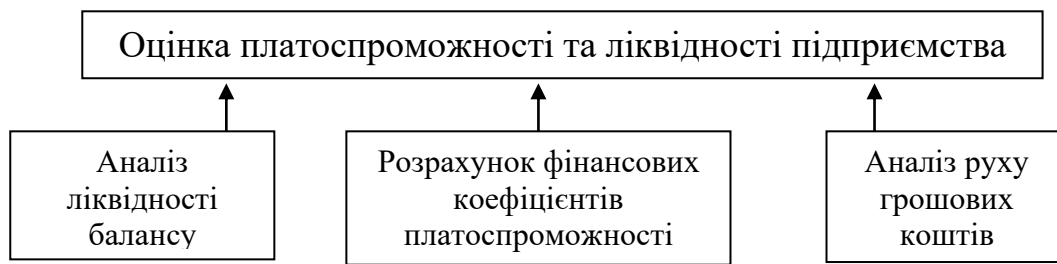 Оцінка платоспроможності та ліквідності підприємства
Аналіз
ліквідності
балансу
Розрахунок фінансових
коефіцієнтів
платоспроможності
Аналіз руху
грошових
коштів